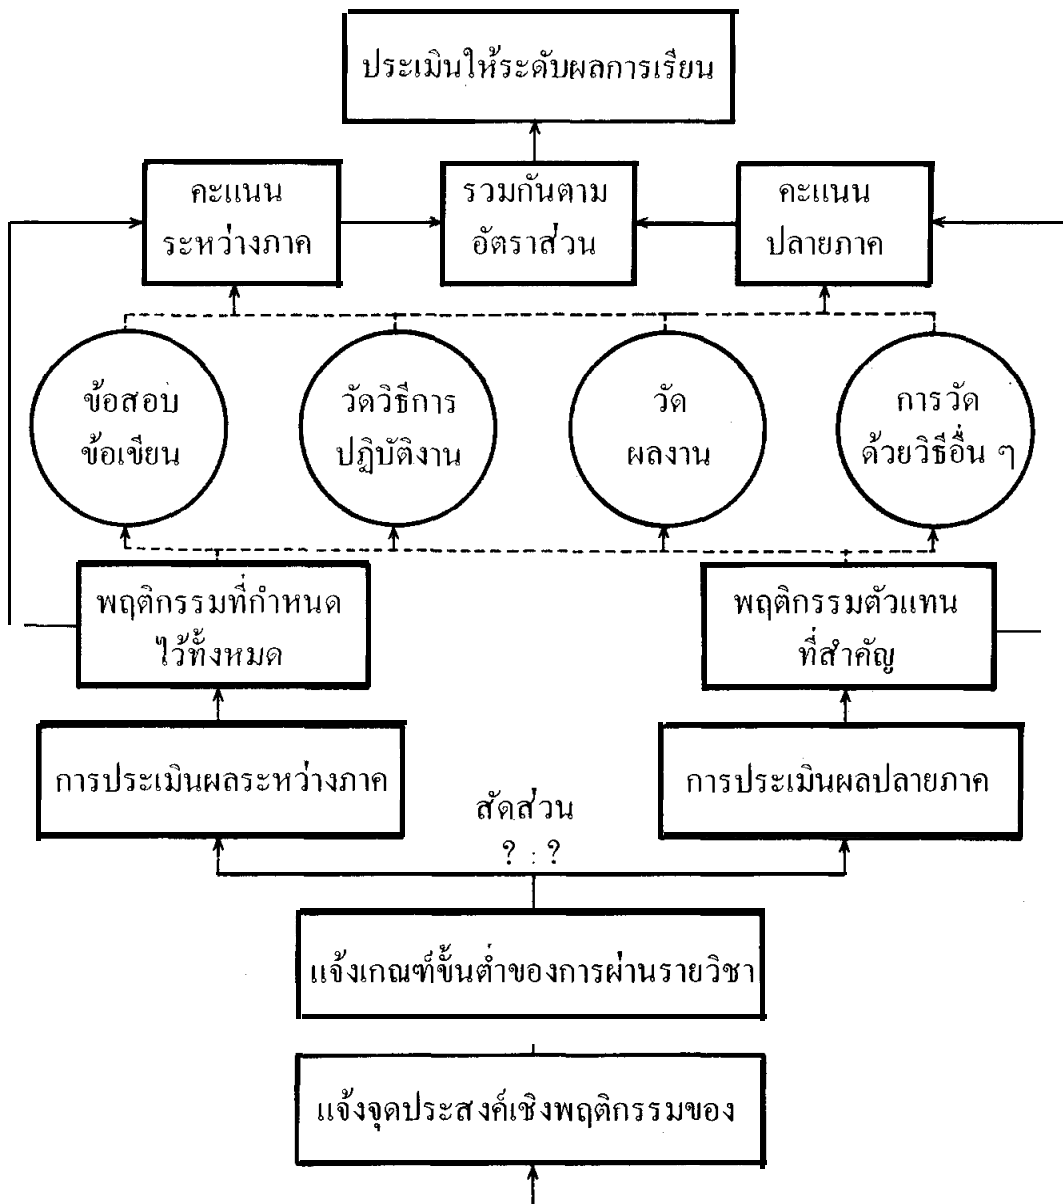 ประเมินให้ระดับผลการเรียน
คะแนน
ระหว่างภาค
รวมกันตาม
อัตราส่วน
คะแนน
ปลายภาค
ข้อสอบ
ข้อเขียน
วัดวิธีการ
ปฏิบัติงาน
วัด
ผลงาน
การวัด
ด้วยวิธีอื่น ๆ
พฤติกรรมที่กำหนด
ไว้ทั้งหมด
พฤติกรรมตัวแทน
ที่สำคัญ
การประเมินผลระหว่างภาค
การประเมินผลปลายภาค
สัดส่วน
? : ?
แจ้งเกณฑ์ขั้นต่ำของการผ่านรายวิชา
แจ้งจุดประสงค์เชิงพฤติกรรมของ